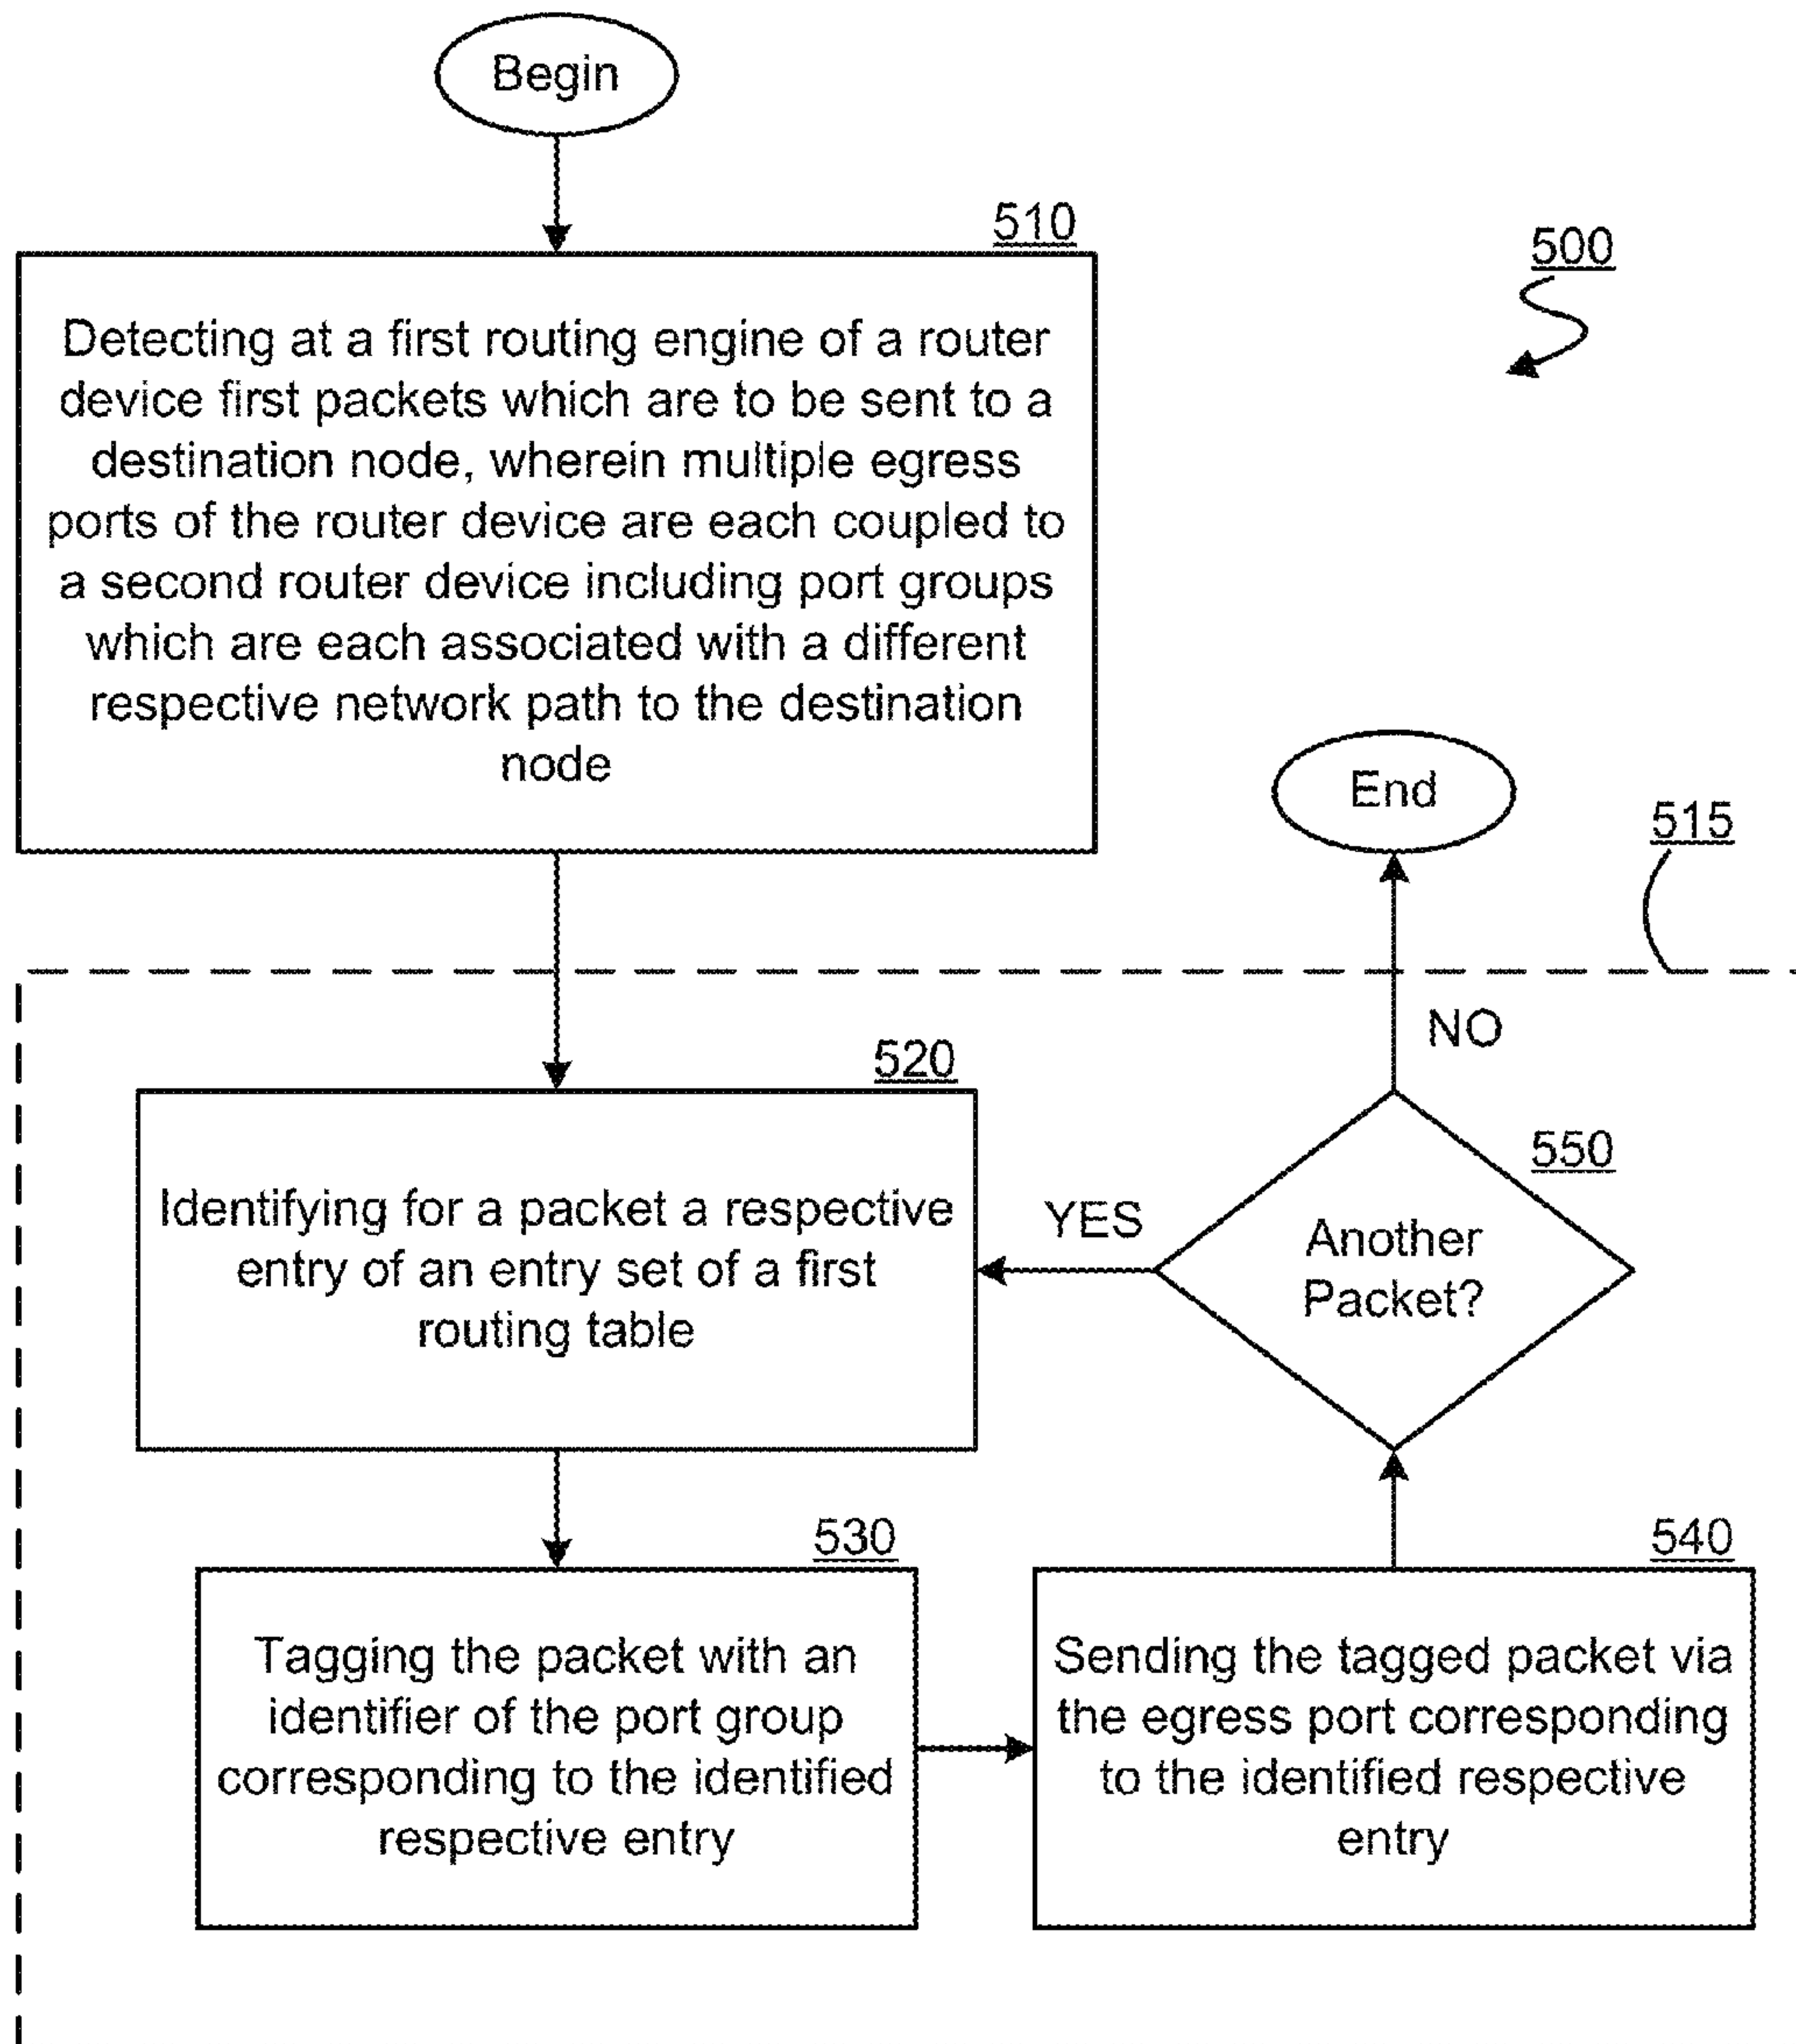 Begin
510
500
Detecting at a first routing engine of a router
device first packets which are to be sent to a
destination node, wherein multiple egress
ports of the router device are each coupled to
a second router device including port groups
which are each associated with a different
respective network path to the destination
node
End
515
NO
520
550
Identifying for a packet a respective
entry of an entry set of a first
routing table
YES
Another
Packet?
530
540
Tagging the packet with an
identifier of the port group
corresponding to the identified
respective entry
Sending the tagged packet via
the egress port corresponding
to the identified respective
entry